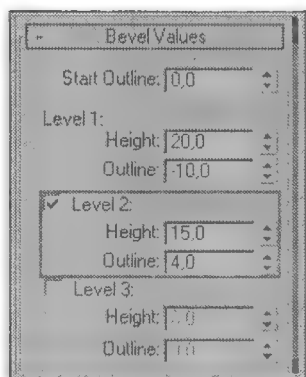 - Bevel Values
Start Outline: 0,0
Level 1:
Height: 20,0
Outline: -10,0
Level 2:
Height: 15,0
Outline: 4,0
Level 3:
Height:
Outline: